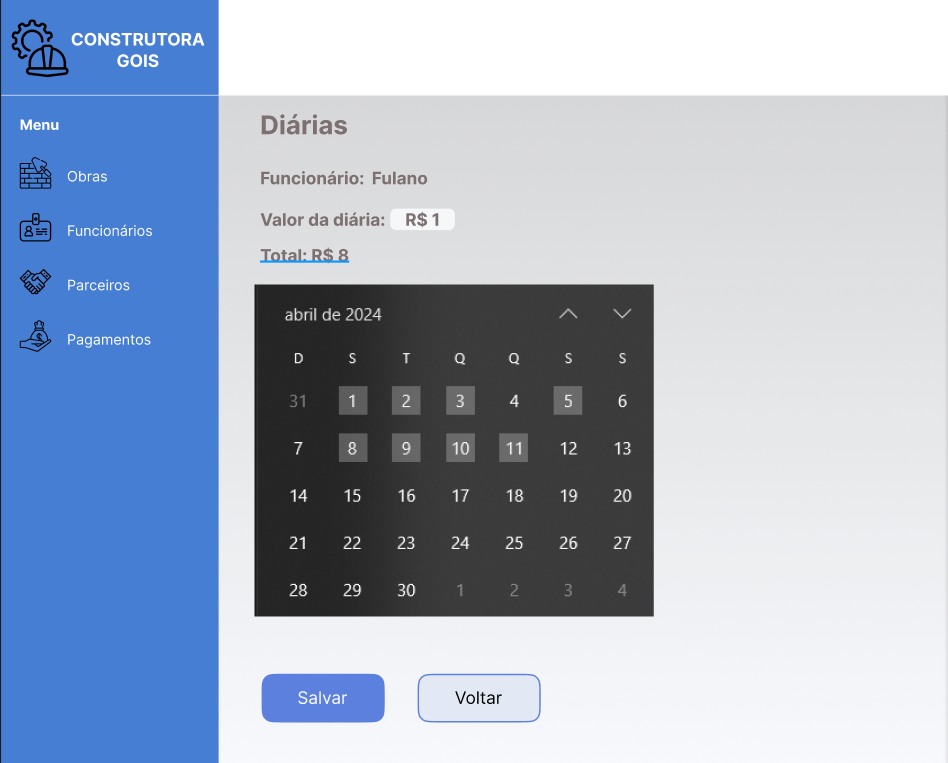 CONSTRUTORA
GOIS
Menu
Obras
Funcionários
Parceiros
Pagamentos
Diárias
Funcionário: Fulano
Valor da diária: R$ 1
Total: R$ 8
abril de 2024
D S T Q Q S S
31 1 2 3 4 5 6
7 8 9 10 11 12 13
14 15 16 17 18 19 20
21 22 23 24 25 26 27
28 29 30 1 2 3 4
Salvar Voltar